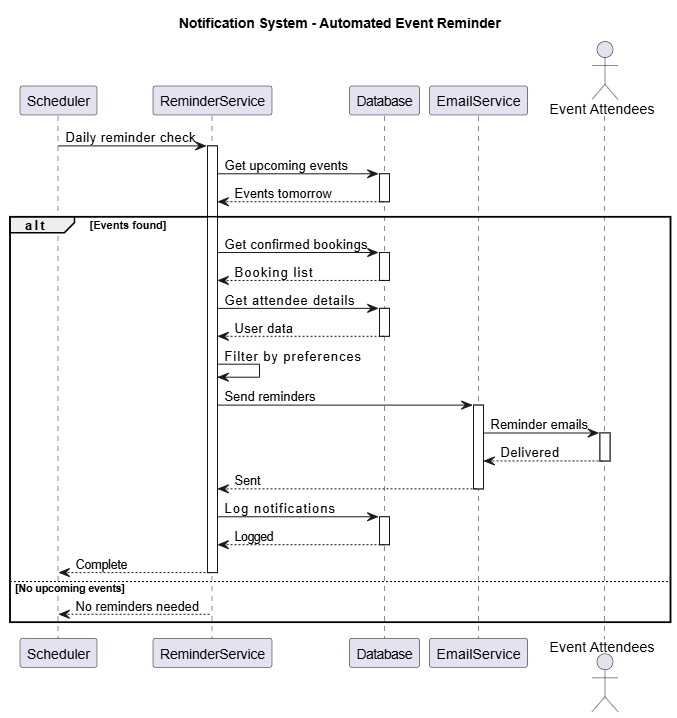 Notification System - Automated Event Reminder
Scheduler
ReminderService
Database
EmailService
Event Attendees
Daily reminder check
Get upcoming events
Events tomorrow
alt
[Events found]
Get confirmed bookings
Booking list
Get attendee details
User data
Filter by preferences
Send reminders
Reminder emails
Delivered
Sent
Log notifications
Logged
Complete
[No upcoming events]
No reminders needed
Scheduler
ReminderService
Database
EmailService
Event Attendees